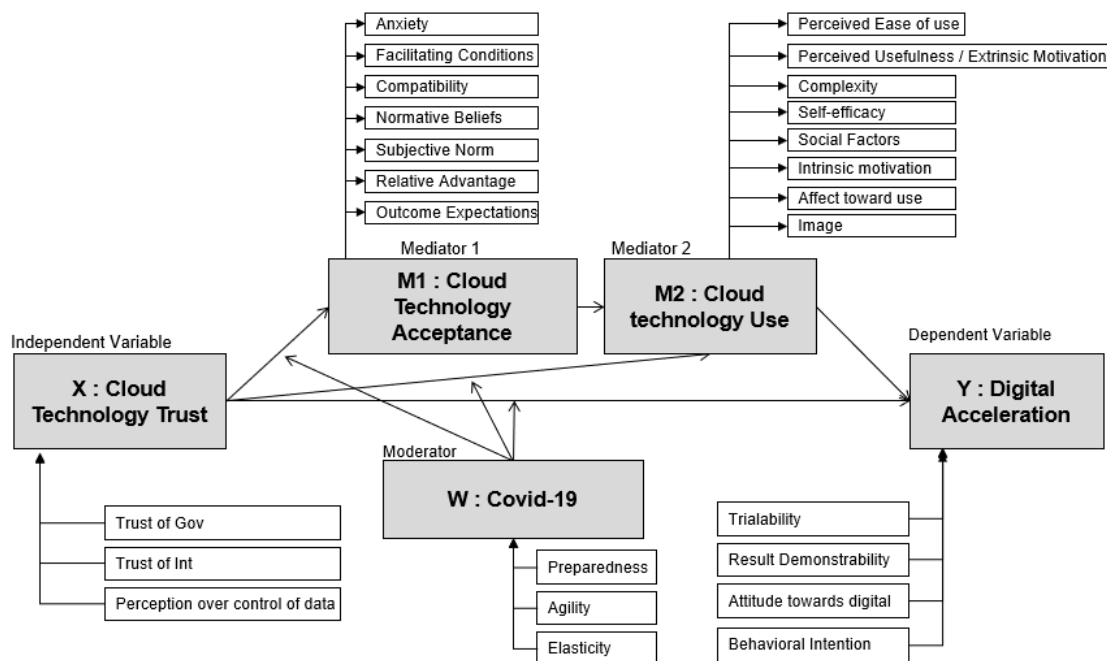 Anxiety
Facilitating Conditions
Compatibility
Normative Beliefs
Subjective Norm
Relative Advantage
Outcome Expectations
Perceived Ease of use
Perceived Usefulness / Extrinsic Motivation
Complexity
Self-efficacy
Social Factors
Intrinsic motivation
Affect toward use
Image
Mediator 1
M1 : Cloud
Technology
Acceptance
Mediator 2
M2 : Cloud
technology Use
Independent Variable
X : Cloud
Technology Trust
Dependent Variable
Y : Digital
Acceleration
Moderator
W : Covid-19
Trust of Gov
Trust of Int
Perception over control of data
Preparedness
Agility
Elasticity
Trialability
Result Demonstrability
Attitude towards digital
Behavioral Intention